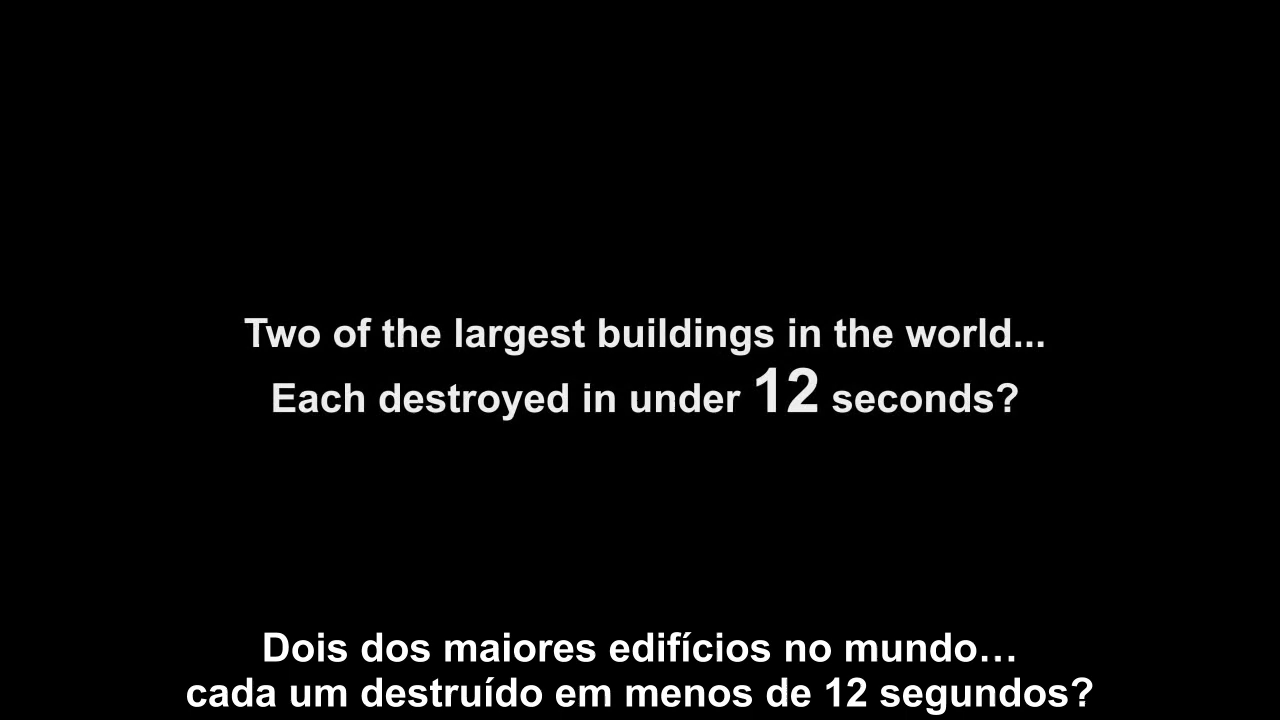 Two of the largest buildings in the world...
Each destroyed in under 12 seconds?
Dois dos maiores edifícios no mundo…
cada um destruído em menos de 12 segundos?